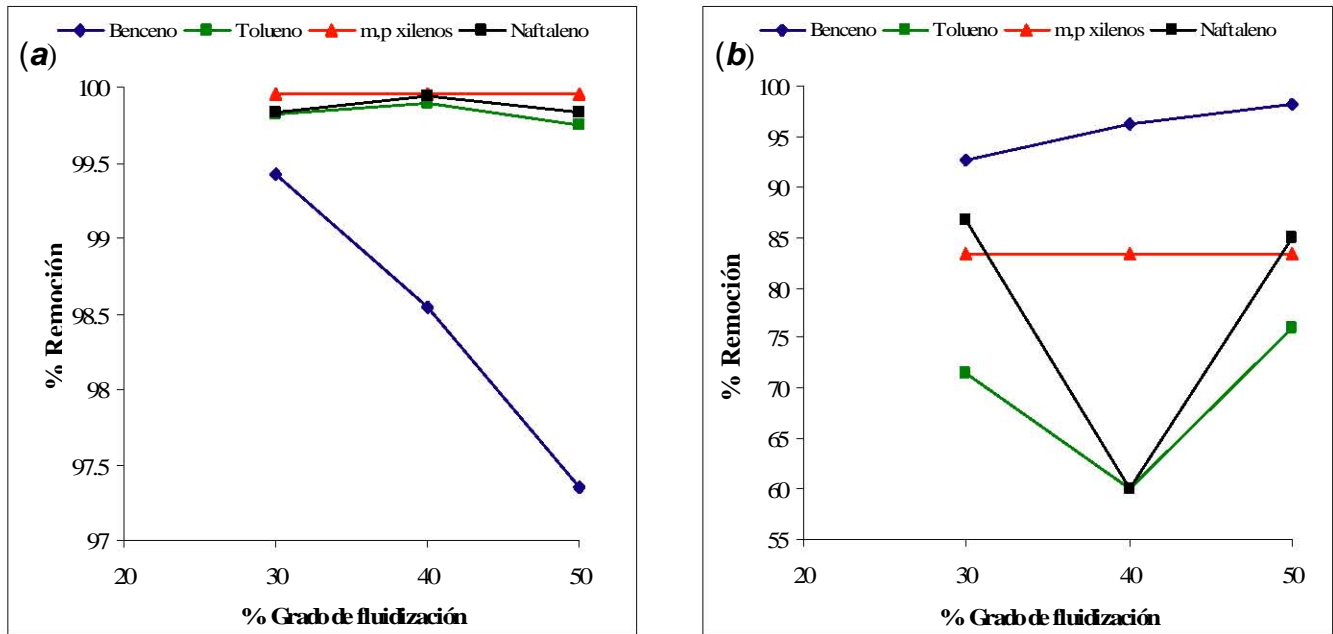 Benceno Tolueno m,p xilenos Naftaleno
(a)
100
99.5
99
98.5
98
97.5
97
20 30 40 50
% Remoción
% Grado de fluidización
Benceno Tolueno m,p xilenos Naftaleno
(b)
100
95
90
85
80
75
70
65
60
55
20 30 40 50
% Remoción
% Grado de fluidización